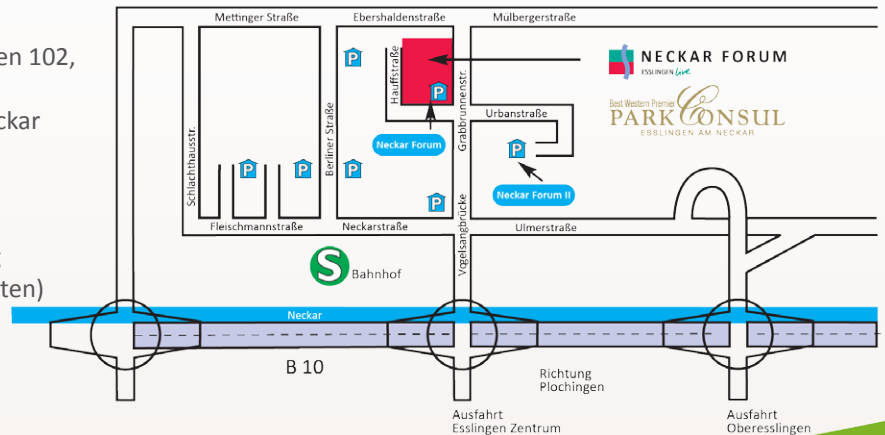 en 102,
ckar
ten)
Mettinger Straße
Ebershaldenstraße
Mülbergerstraße
P
Hauffstraße
P
Grabbrunnenstr.
NECKAR FORUM
ESSLINGEN live
Best Western Premier
PARK CONSUL
ESSLINGEN AM NECKAR
Urbanstraße
Neckar Forum
P
Neckar Forum II
Schlachthausstr.
Berliner Straße
P
P
P
P
Vogelsangbrücke
Fleischmannstraße
Neckarstraße
Ulmerstraße
S
Bahnhof
Neckar
B 10
Richtung
Plochingen
Ausfahrt
Esslingen Zentrum
Ausfahrt
Oberesslingen